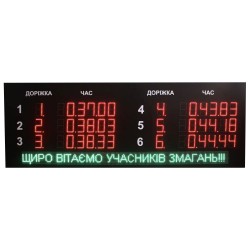 ДОРІЖКА ЧАС ДОРІЖКА ЧАС
1 1. 0.37.00 4 4. 0.43.83
2 2. 0.38.03 5 5. 0.44.18
3 3. 0.38.33 6 6. 0.44.44
ЩИРО ВІТАЄМО УЧАСНИКІВ ЗМАГАНЬ!!!